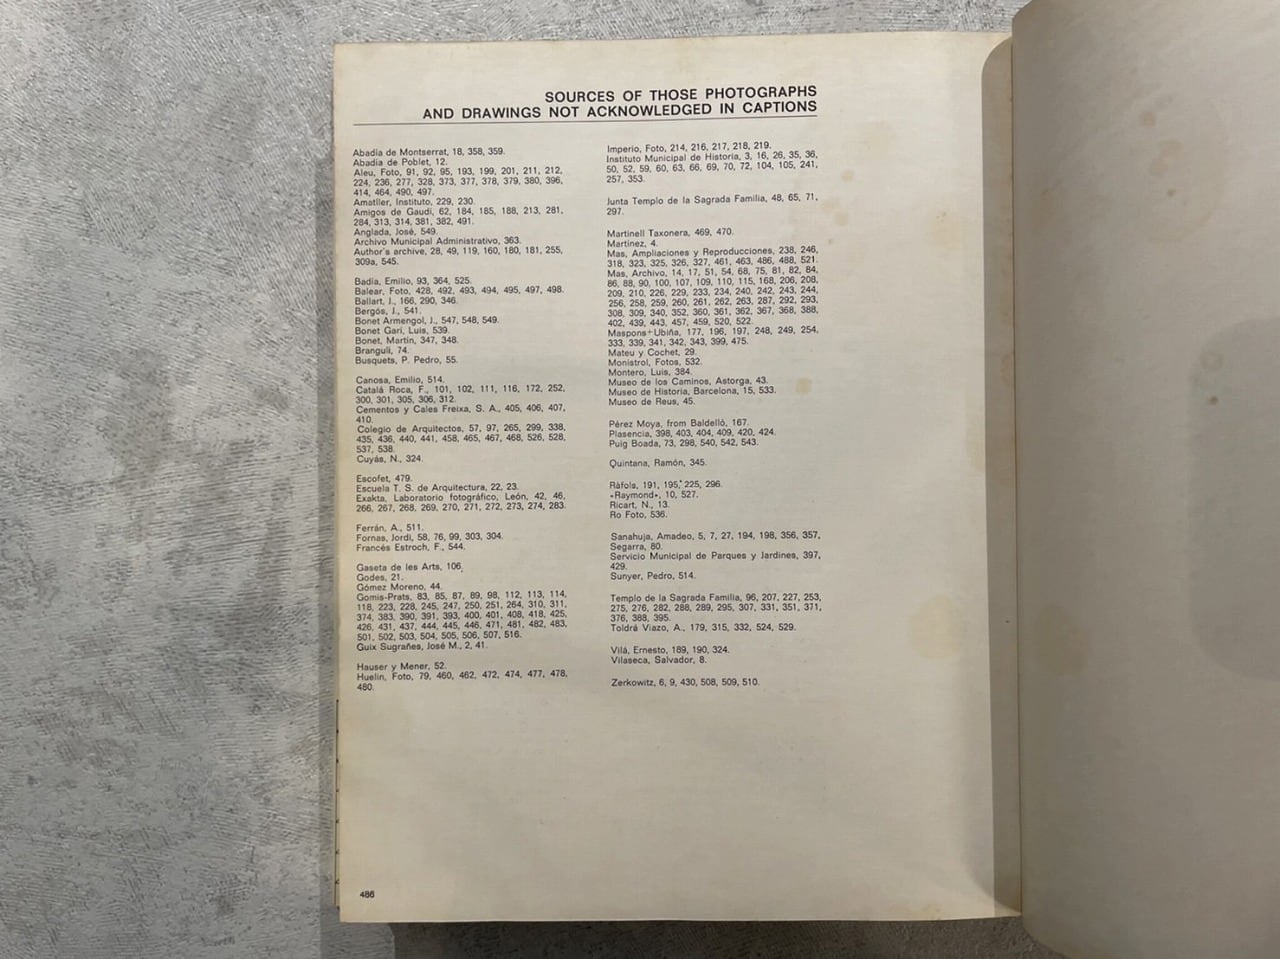 SOURCES OF THOSE PHOTOGRAPHS
AND DRAWINGS NOT ACKNOWLEDGED IN CAPTIONS
Abadía de Montserrat, 18, 358, 359.
Abadía de Poblet, 12.
Aleu, Foto, 91, 92, 95, 193, 199, 201, 211, 212,
224, 236, 277, 328, 373, 377, 378, 379, 380, 396,
414, 464, 490, 497.
Amatller, Instituto, 229, 230.
Amigos de Gaudí, 62, 184, 185, 188, 213, 281,
284, 313, 314, 381, 382, 491.
Anglada, José, 549.
Archivo Municipal Administrativo, 363.
Author's archive, 28, 49, 119, 160, 180, 181, 255,
309a, 545.
Badía, Emilio, 93, 364, 525.
Balear, Foto, 428, 492, 493, 494, 495, 497, 498.
Ballart, J., 166, 290, 346.
Bergós, J., 541.
Bonet Armengol, J., 547, 548, 549.
Bonet Garí, Luis, 539.
Bonet, Martín, 347, 348.
Brangulí, 74.
Busquets, P. Pedro, 55.
Canosa, Emilio, 514.
Catalá Roca, F., 101, 102, 111, 116, 172, 252,
300, 301, 305, 306, 312.
Cementos y Cales Freixa, S. A., 405, 406, 407,
410.
Colegio de Arquitectos, 57, 97, 265, 299, 338,
435, 436, 440, 441, 458, 465, 467, 468, 526, 528,
537, 538.
Cuyás, N., 324.
Escofet, 479.
Escuela T. S. de Arquitectura, 22, 23.
Exakta, Laboratorio fotográfico, León, 42, 46,
266, 267, 268, 269, 270, 271, 272, 273, 274, 283.
Ferrán, A., 511.
Fornas, Jordi, 58, 76, 99, 303, 304.
Francés Estroch, F., 544.
Gaseta de les Arts, 106.
Godes, 21.
Gómez Moreno, 44.
Gomis-Prats, 83, 85, 87, 89, 98, 112, 113, 114,
118, 223, 228, 245, 247, 250, 251, 264, 310, 311,
374, 383, 390, 391, 393, 400, 401, 408, 418, 425,
426, 431, 437, 444, 445, 446, 471, 481, 482, 483,
501, 502, 503, 504, 505, 506, 507, 516.
Guix Sugrañes, José M., 2, 41.
Hauser y Mener, 52.
Huelin, Foto, 79, 460, 462, 472, 474, 477, 478,
480.
Imperio, Foto, 214, 216, 217, 218, 219.
Instituto Municipal de Historia, 3, 16, 26, 35, 36,
50, 52, 59, 60, 63, 66, 69, 70, 72, 104, 105, 241,
257, 353.
Junta Templo de la Sagrada Familia, 48, 65, 71,
297.
Martinell Taxonera, 469, 470.
Martínez, 4.
Mas, Ampliaciones y Reproducciones, 238, 246,
318, 323, 325, 326, 327, 461, 463, 486, 488, 521.
Mas, Archivo, 14, 17, 51, 54, 68, 75, 81, 82, 84,
86, 88, 90, 100, 107, 109, 110, 115, 168, 206, 208,
209, 210, 226, 229, 233, 234, 240, 242, 243, 244,
256, 258, 259, 260, 261, 262, 263, 287, 292, 293,
308, 309, 340, 352, 360, 361, 362, 367, 368, 388,
402, 439, 443, 457, 459, 520, 522.
Maspons+Ubiña, 177, 196, 197, 248, 249, 254,
333, 339, 341, 342, 343, 399, 475.
Mateu y Cochet, 29.
Monistrol, Fotos, 532.
Montero, Luis, 384.
Museo de los Caminos, Astorga, 43.
Museo de Historia, Barcelona, 15, 533.
Museo de Reus, 45.
Pérez Moya, from Baldelló, 167.
Plasencia, 398, 403, 404, 409, 420, 424.
Puig Boada, 73, 298, 540, 542, 543.
Quintana, Ramón, 345.
Ràfols, 191, 195, 225, 296.
«Raymond», 10, 527.
Ricart, N., 13.
Ro Foto, 536.
Sanahuja, Amadeo, 5, 7, 27, 194, 198, 356, 357,
Segarra, 80.
Servicio Municipal de Parques y Jardines, 397,
429.
Sunyer, Pedro, 514.
Templo de la Sagrada Familia, 96, 207, 227, 253,
275, 276, 282, 288, 289, 295, 307, 331, 351, 371,
376, 388, 395.
Toldrá Viazo, A., 179, 315, 332, 524, 529.
Vilá, Ernesto, 189, 190, 324.
Vilaseca, Salvador, 8.
Zerkowitz, 6, 9, 430, 508, 509, 510.
486